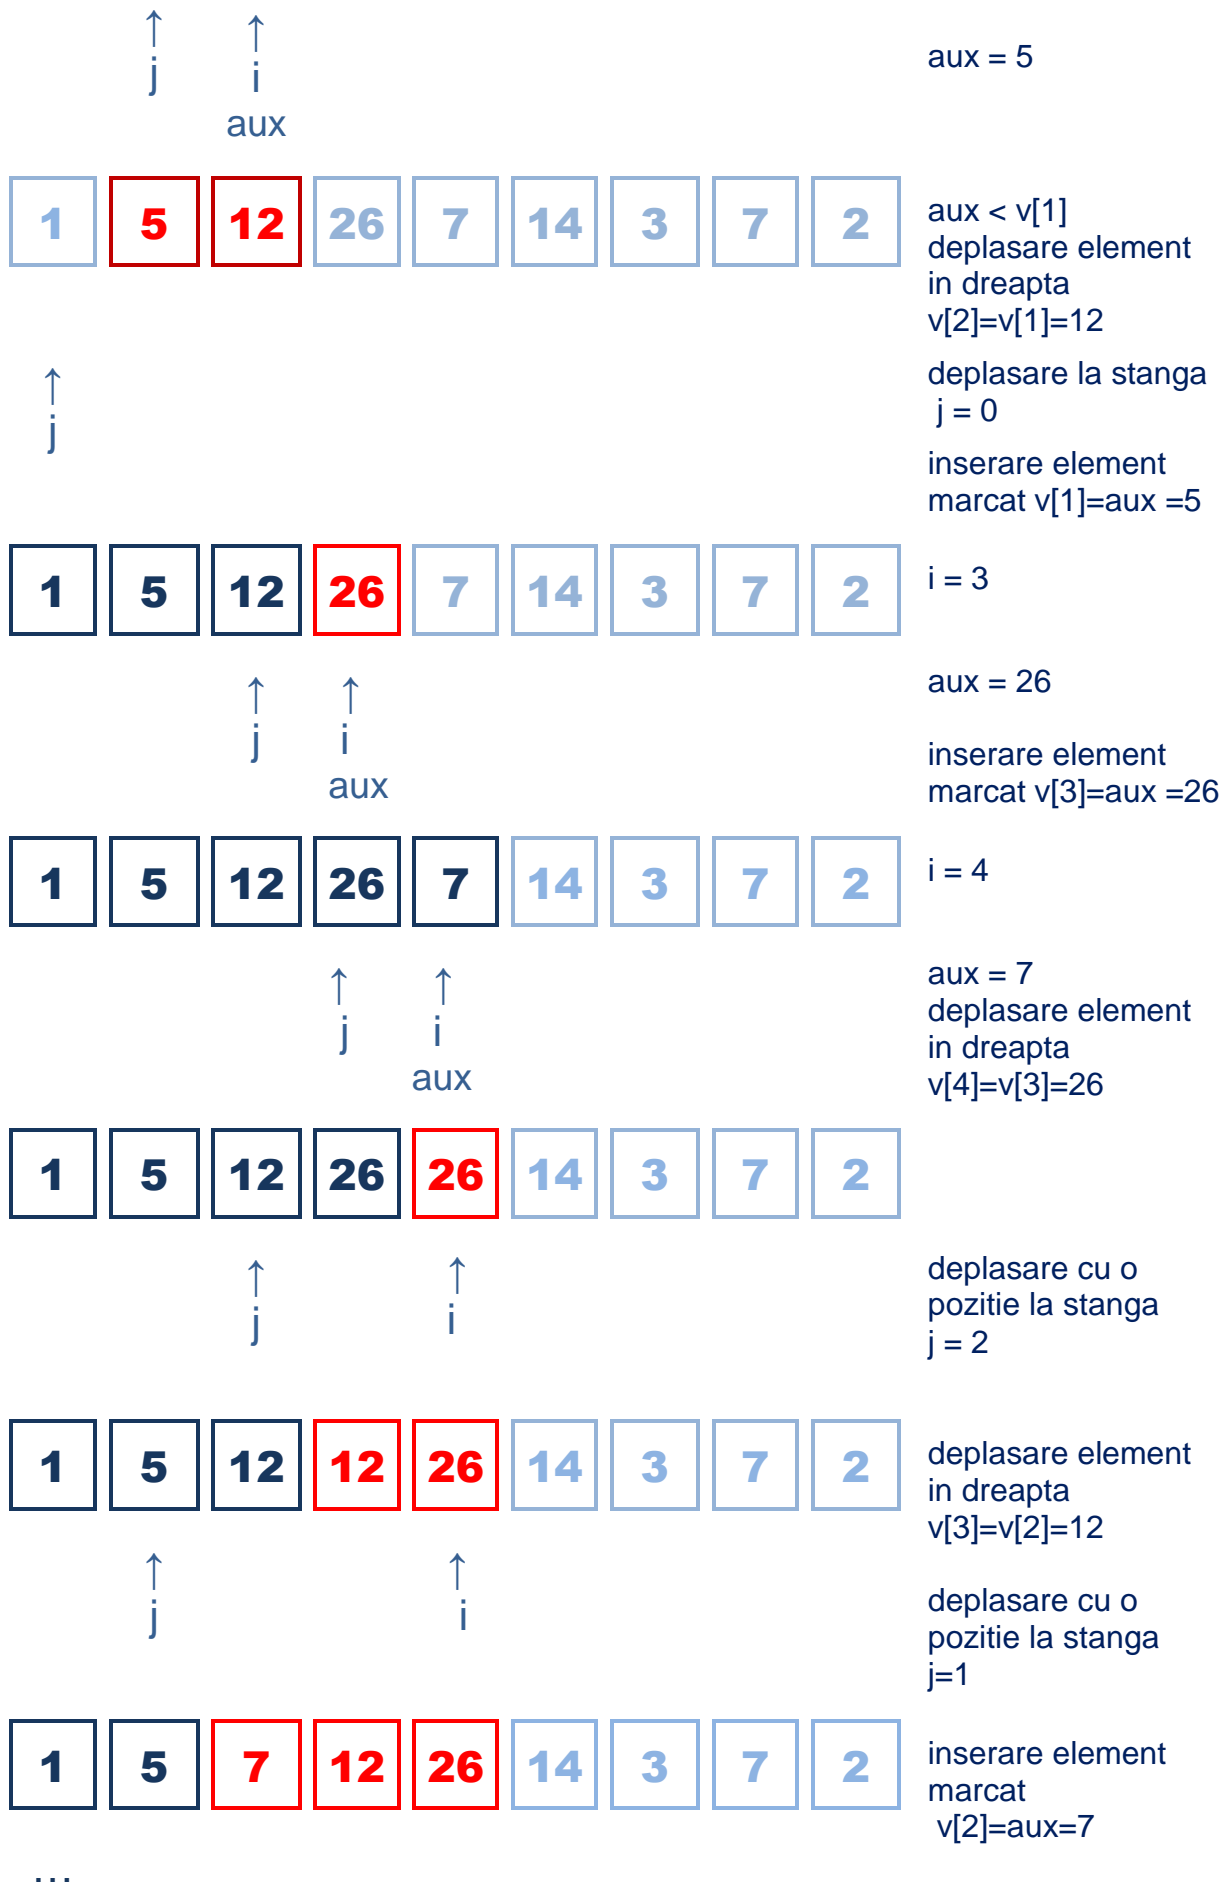 ↑ ↑
j i
aux
aux = 5
1 5 12 26 7 14 3 7 2
aux < v[1]
deplasare element
in dreapta
v[2]=v[1]=12
↑
j
deplasare la stanga
j = 0
inserare element
marcat v[1]=aux =5
1 5 12 26 7 14 3 7 2
i = 3
↑ ↑
j i
aux
aux = 26
inserare element
marcat v[3]=aux =26
1 5 12 26 7 14 3 7 2
i = 4
↑ ↑
j i
aux
aux = 7
deplasare element
in dreapta
v[4]=v[3]=26
1 5 12 26 26 14 3 7 2
↑ ↑
j i
deplasare cu o
pozitie la stanga
j = 2
1 5 12 12 26 14 3 7 2
deplasare element
in dreapta
v[3]=v[2]=12
↑ ↑
j i
deplasare cu o
pozitie la stanga
j=1
1 5 7 12 26 14 3 7 2
inserare element
marcat
v[2]=aux=7
…